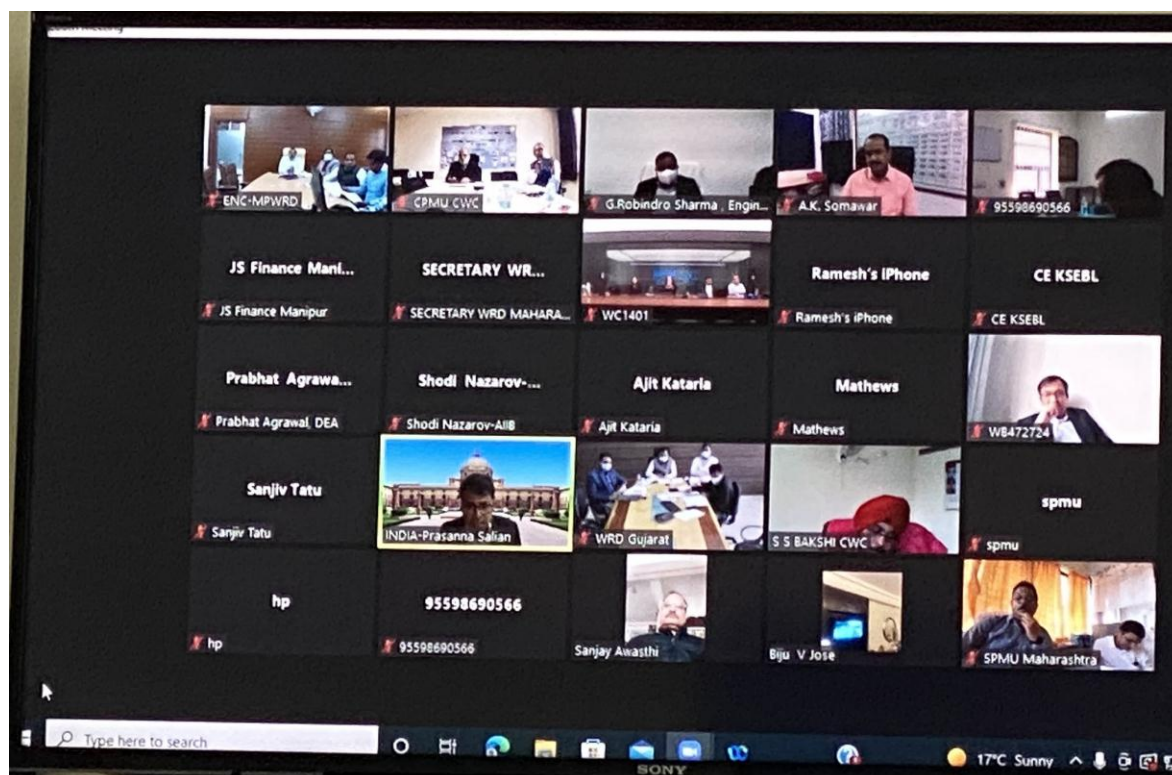 Zoom Meeting
ENC-MPWRD
CPMU CWC
G.Robindro Sharma , Engin...
A.K. Somawar
95598690566
JS Finance Mani...
JS Finance Manipur
SECRETARY WR...
SECRETARY WRD MAHARA...
WC1401
Ramesh's iPhone
Ramesh's iPhone
CE KSEBL
CE KSEBL
Prabhat Agrawa...
Prabhat Agrawal, DEA
Shodi Nazarov-...
Shodi Nazarov-AIIB
Ajit Kataria
Ajit Kataria
Mathews
Mathews
WB472724
Sanjiv Tatu
Sanjiv Tatu
INDIA-Prasanna Salian
WRD Gujarat
S S BAKSHI CWC
spmu
spmu
hp
hp
95598690566
95598690566
Sanjay Awasthi
Biju V Jose
SPMU Maharashtra
Type here to search
17°C Sunny
SONY